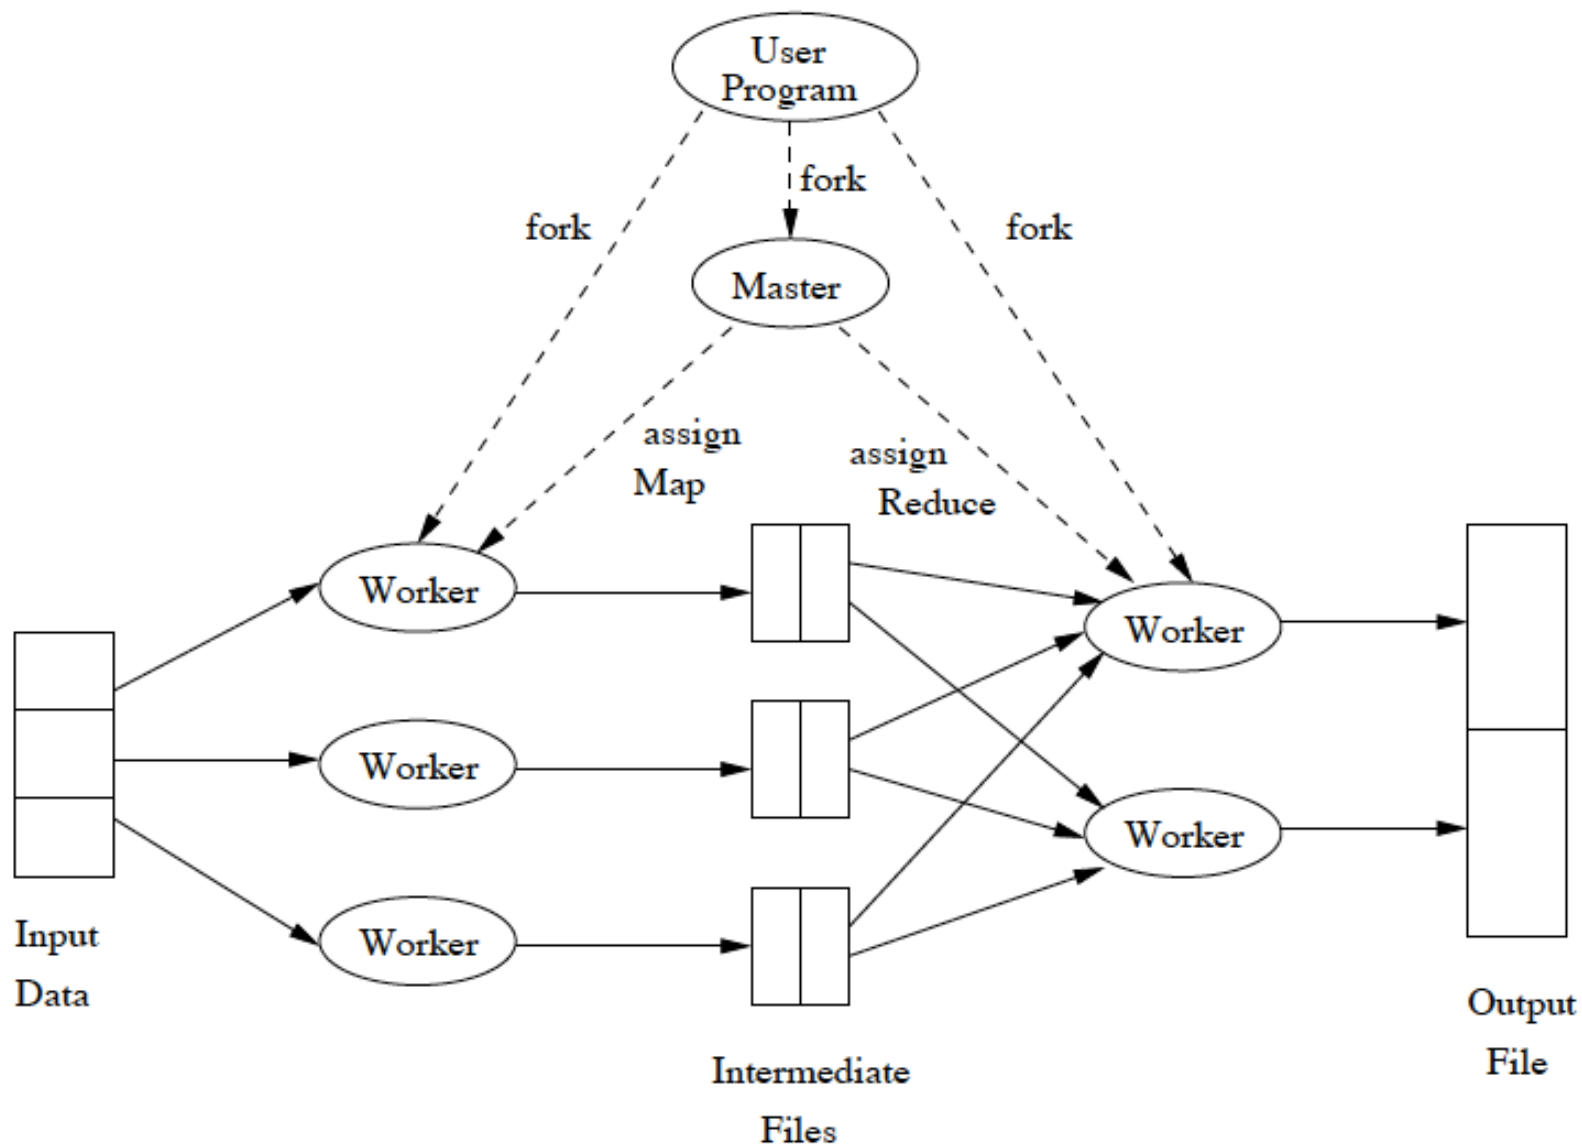 User
Program
fork
fork
fork
Master
assign
Map
assign
Reduce
Worker
Worker
Worker
Worker
Worker
Input
Data
Intermediate
Files
Output
File